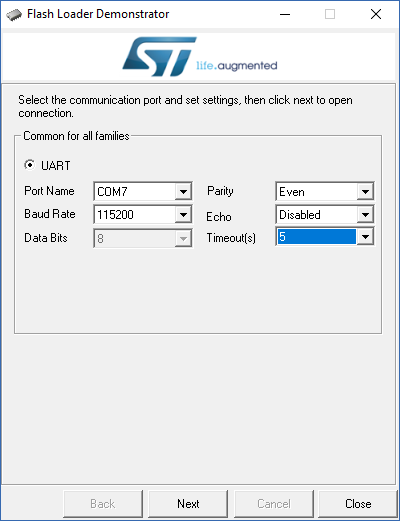 Flash Loader Demonstrator
ST
life.augmented
Select the communication port and set settings, then click next to open
connection.
Common for all families
UART
Port Name COM7 Parity Even
Baud Rate 115200 Echo Disabled
Data Bits 8 Timeout(s) 5
Back Next Cancel Close